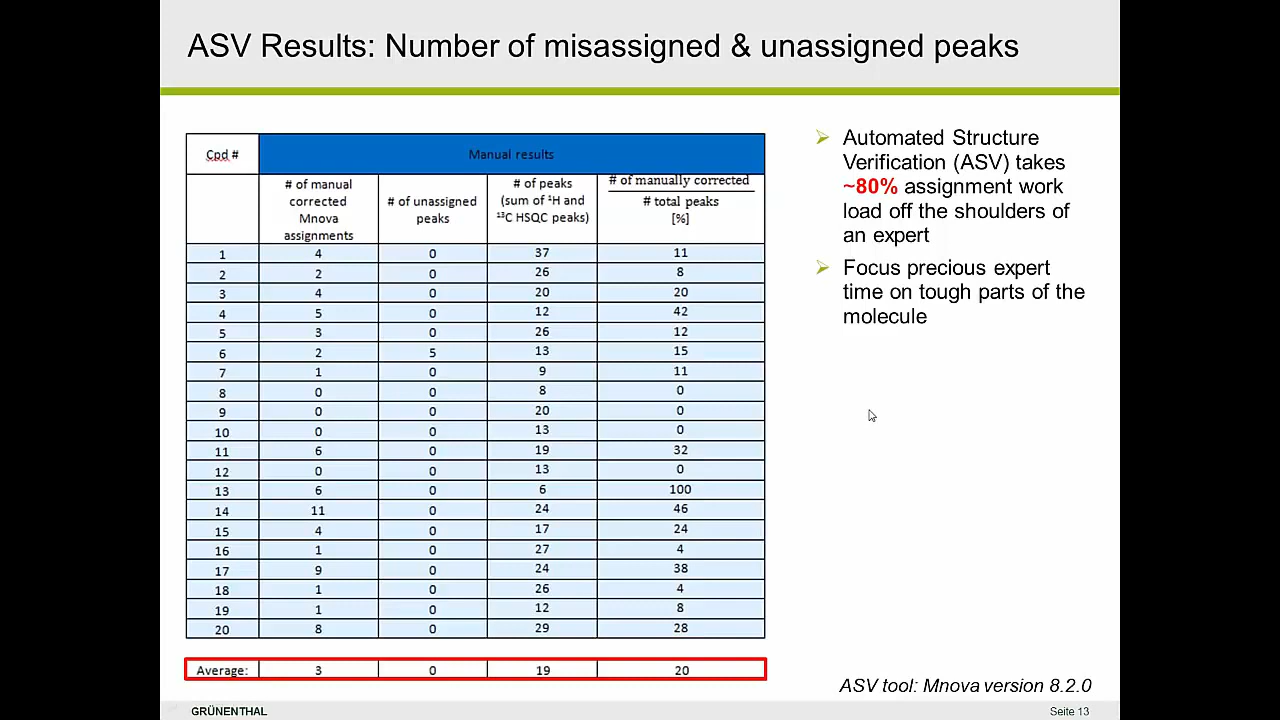 ASV Results: Number of misassigned & unassigned peaks
Cpd # Manual results
# of manual corrected Mnova assignments # of unassigned peaks # of peaks (sum of ¹H and ¹³C HSQC peaks) # of manually corrected # total peaks [%]
1 4 0 37 11
2 2 0 26 8
3 4 0 20 20
4 5 0 12 42
5 3 0 26 12
6 2 5 13 15
7 1 0 9 11
8 0 0 8 0
9 0 0 20 0
10 0 0 13 0
11 6 0 19 32
12 0 0 13 0
13 6 0 6 100
14 11 0 24 46
15 4 0 17 24
16 1 0 27 4
17 9 0 24 38
18 1 0 26 4
19 1 0 12 8
20 8 0 29 28
Average: 3 0 19 20
Automated Structure
Verification (ASV) takes
~80% assignment work
load off the shoulders of
an expert
Focus precious expert
time on tough parts of the
molecule
ASV tool: Mnova version 8.2.0
GRÜNENTHAL
Seite 13